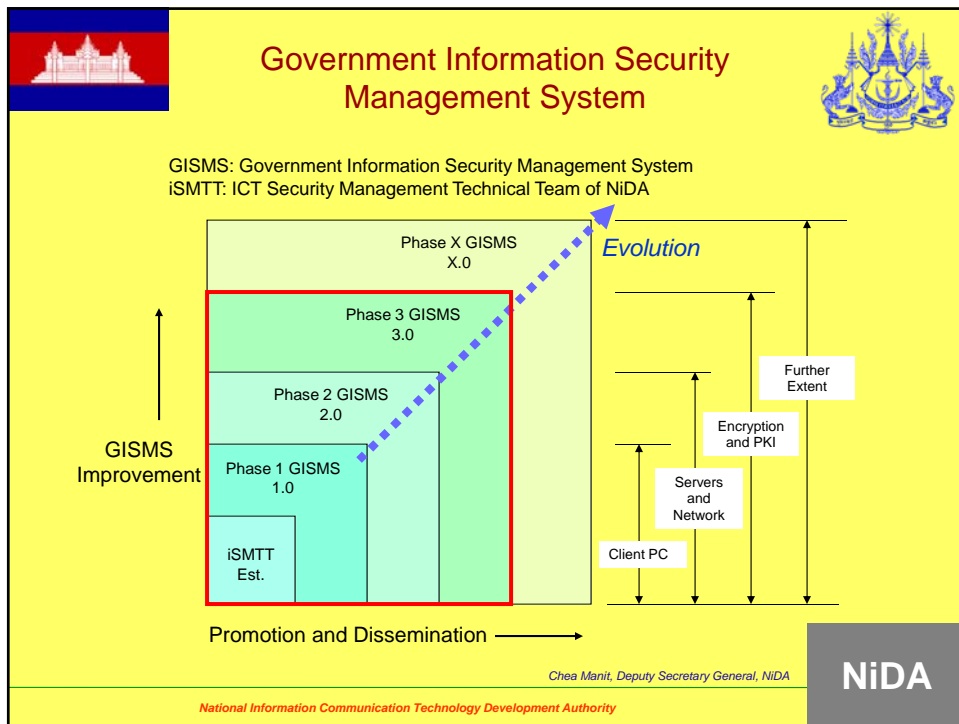 Government Information Security
Management System
GISMS: Government Information Security Management System
iSMTT: ICT Security Management Technical Team of NiDA
Phase X GISMS
X.0
Evolution
Phase 3 GISMS
3.0
Further
Extent
Phase 2 GISMS
2.0
Encryption
and PKI
GISMS
Improvement
Phase 1 GISMS
1.0
Servers
and
Network
iSMTT
Est.
Client PC
Promotion and Dissemination
Chea Manit, Deputy Secretary General, NiDA
NiDA
National Information Communication Technology Development Authority